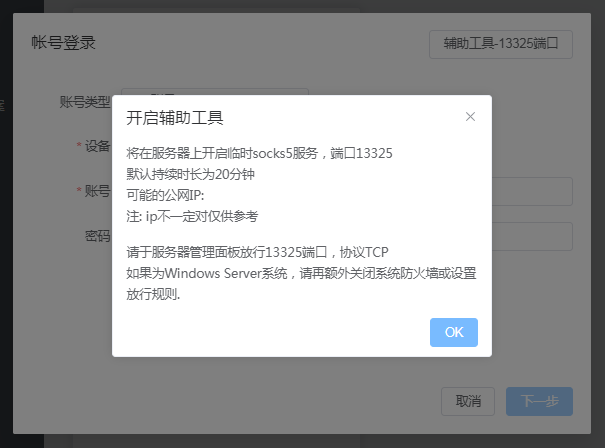 帐号登录
辅助工具-13325端口
账号类型
* 设备
* 账号
密码
开启辅助工具
将在服务器上开启临时socks5服务，端口13325
默认持续时长为20分钟
可能的公网IP:
注: ip不一定对仅供参考
请于服务器管理面板放行13325端口，协议TCP
如果为Windows Server系统，请再额外关闭系统防火墙或设置
放行规则.
OK
取消
下一步